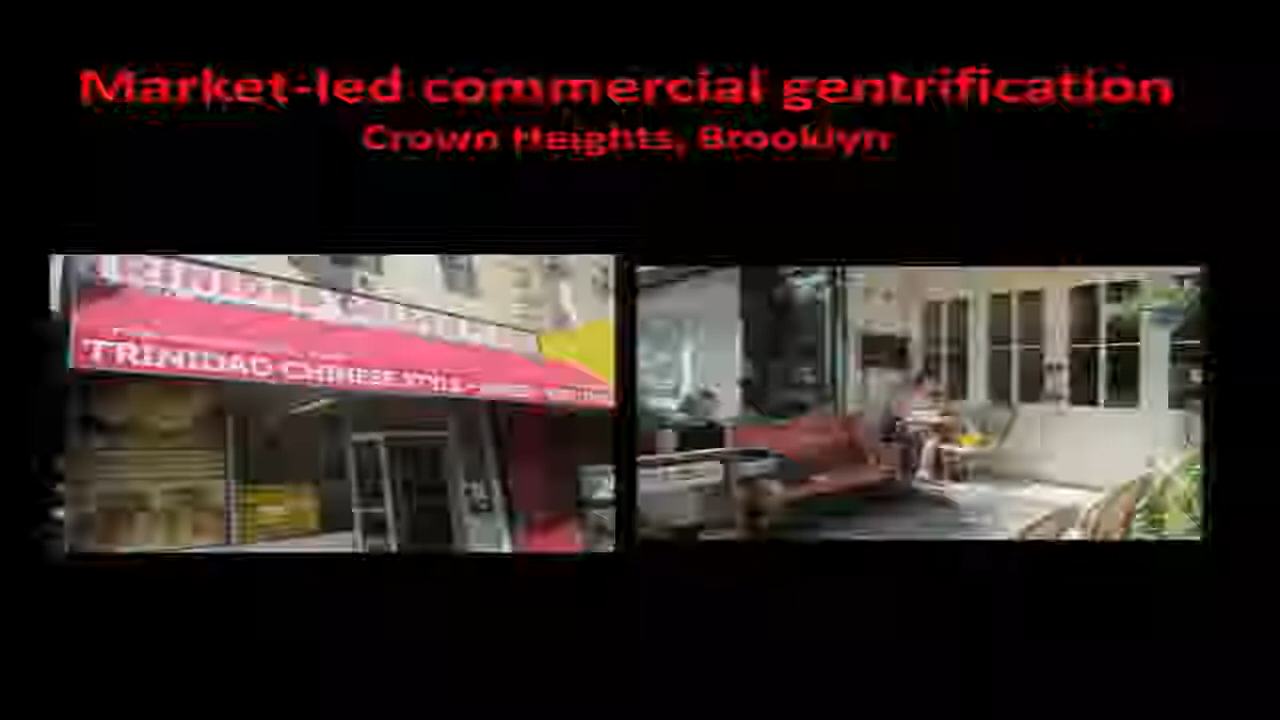 Market-led commercial gentrification
Crown Heights, Brooklyn
TRINIDAD CHINESE